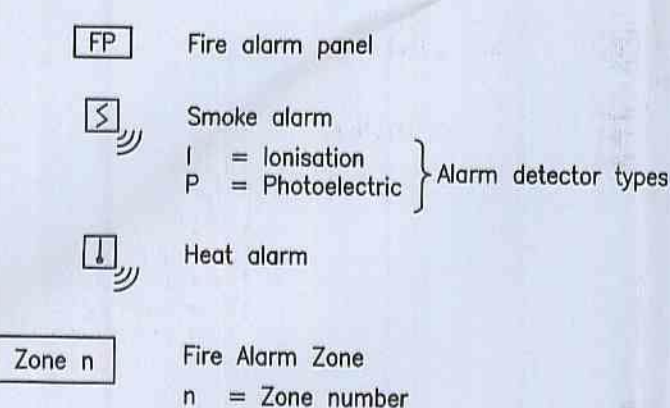 FP Fire alarm panel
Smoke alarm
I = Ionisation
P = Photoelectric
Alarm detector types
Heat alarm
Zone n Fire Alarm Zone
n = Zone number